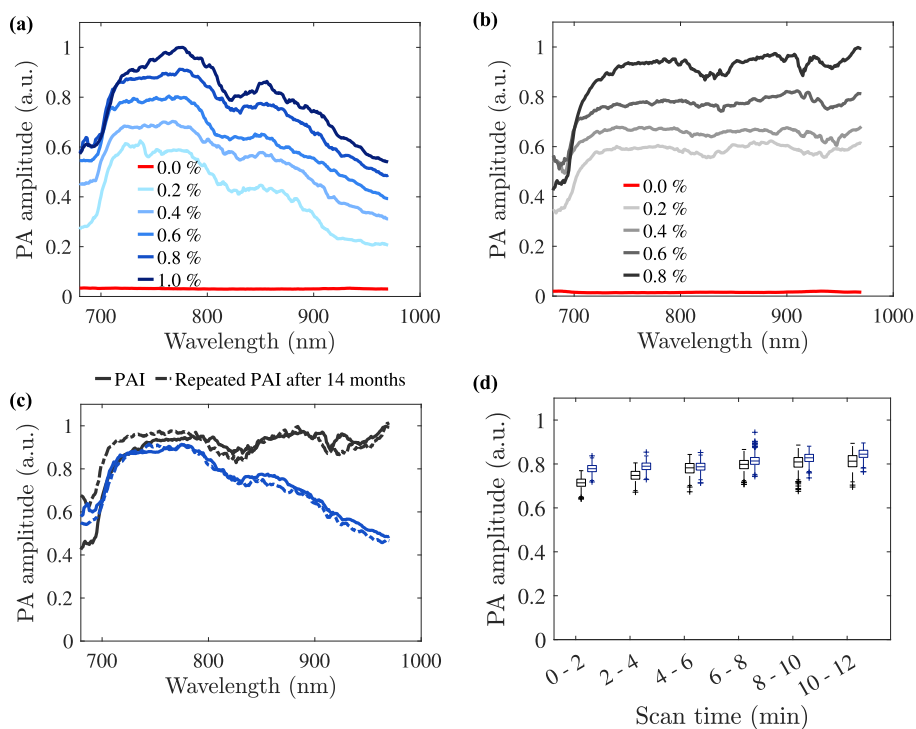 (a)
PA amplitude (a.u.)
1
0.8
0.6
0.4
0.2
0
0.0 %
0.2 %
0.4 %
0.6 %
0.8 %
1.0 %
700
800
900
1000
Wavelength (nm)
(b)
PA amplitude (a.u.)
1
0.8
0.6
0.4
0.2
0
0.0 %
0.2 %
0.4 %
0.6 %
0.8 %
700
800
900
1000
Wavelength (nm)
PAI
Repeated PAI after 14 months
(c)
PA amplitude (a.u.)
1
0.8
0.6
0.4
0.2
0
700
800
900
1000
Wavelength (nm)
(d)
PA amplitude (a.u.)
1
0.8
0.6
0.4
0.2
0
0 - 2
2 - 4
4 - 6
6 - 8
8 - 10
10 - 12
Scan time (min)